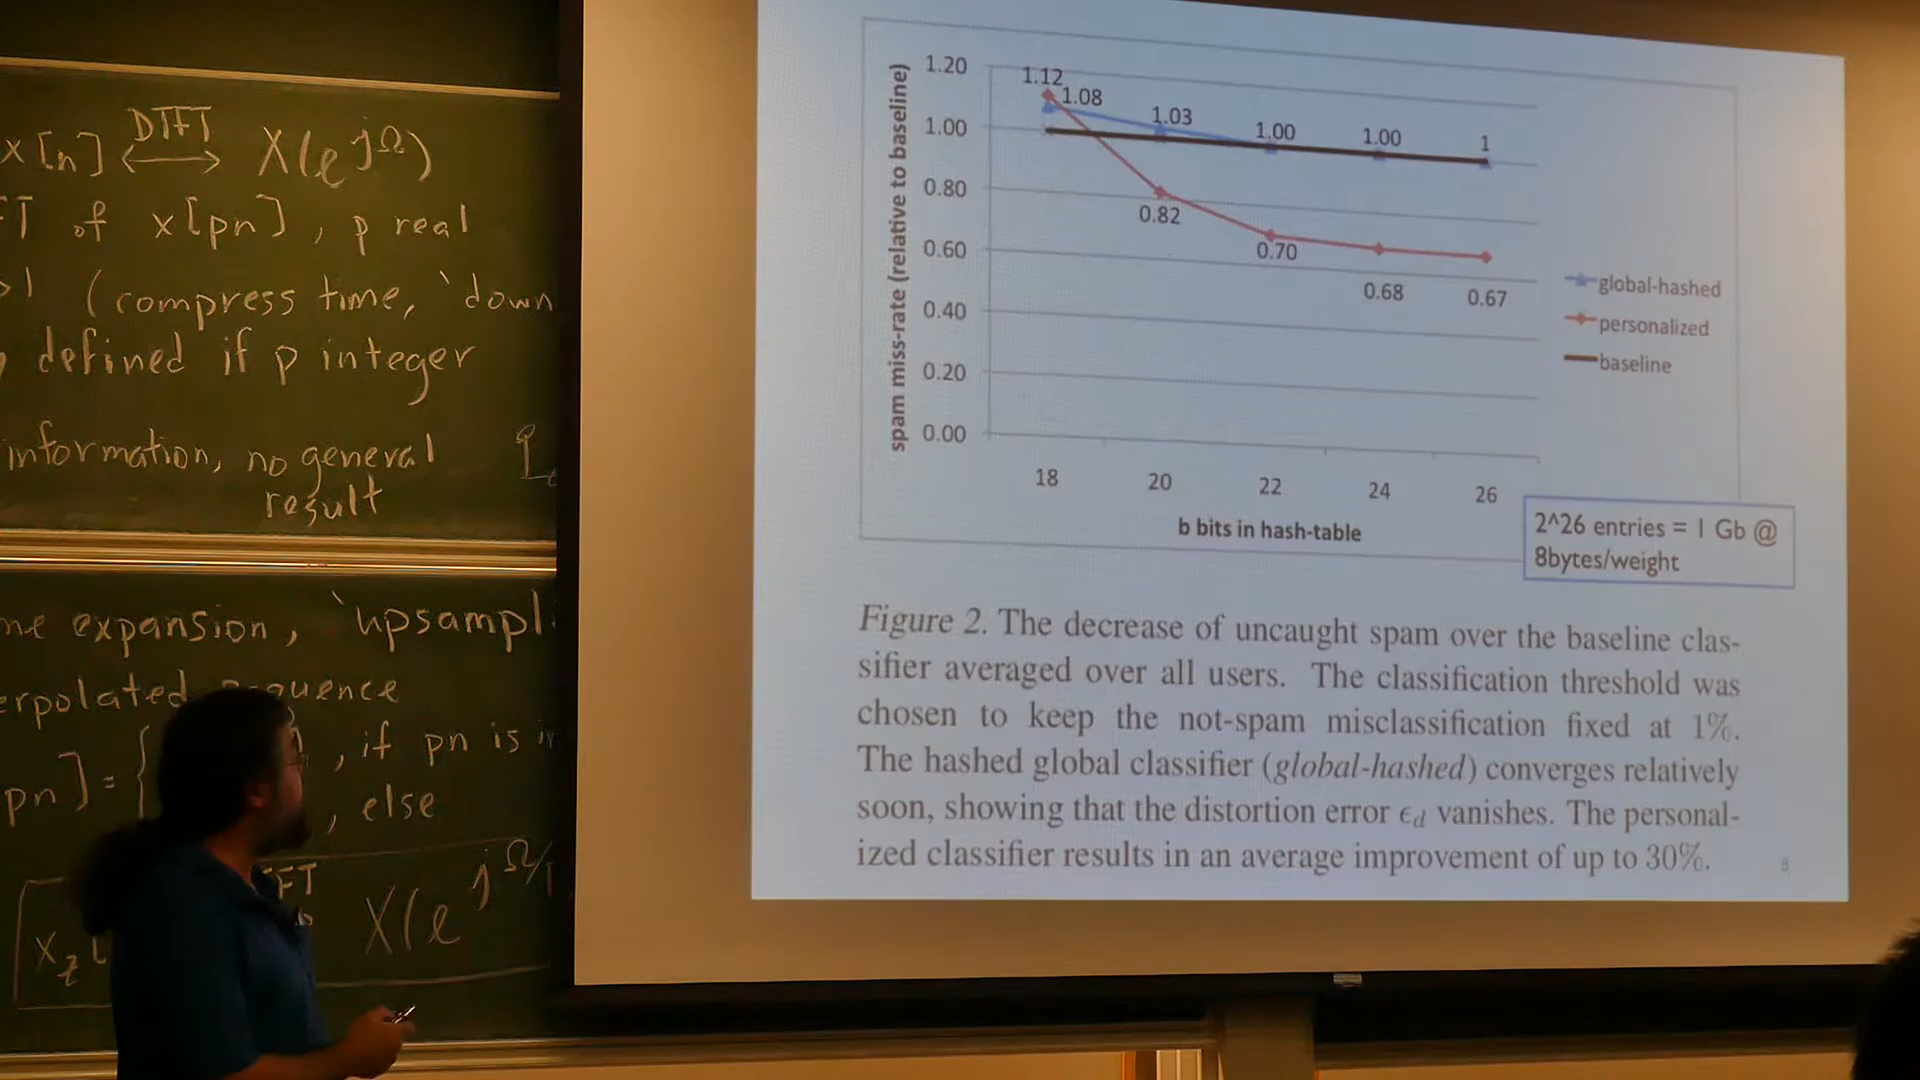 x[n] DTFT X(e^jΩ)
of x[pn], p real
(compress time, `down
defined if p integer
information, no general
result
expansion, `upsampl
pn] = { , if pn is
, else
X(e^jΩ/
spam miss-rate (relative to baseline)
1.20
1.00
0.80
0.60
0.40
0.20
0.00
1.12
1.08
1.03
1.00
1.00
1
0.82
0.70
0.68
0.67
global-hashed
personalized
baseline
18 20 22 24 26
b bits in hash-table
2^26 entries = 1 Gb @
8bytes/weight
Figure 2. The decrease of uncaught spam over the baseline clas-
sifier averaged over all users. The classification threshold was
chosen to keep the not-spam misclassification fixed at 1%.
The hashed global classifier (global-hashed) converges relatively
soon, showing that the distortion error ϵd vanishes. The personal-
ized classifier results in an average improvement of up to 30%.
8